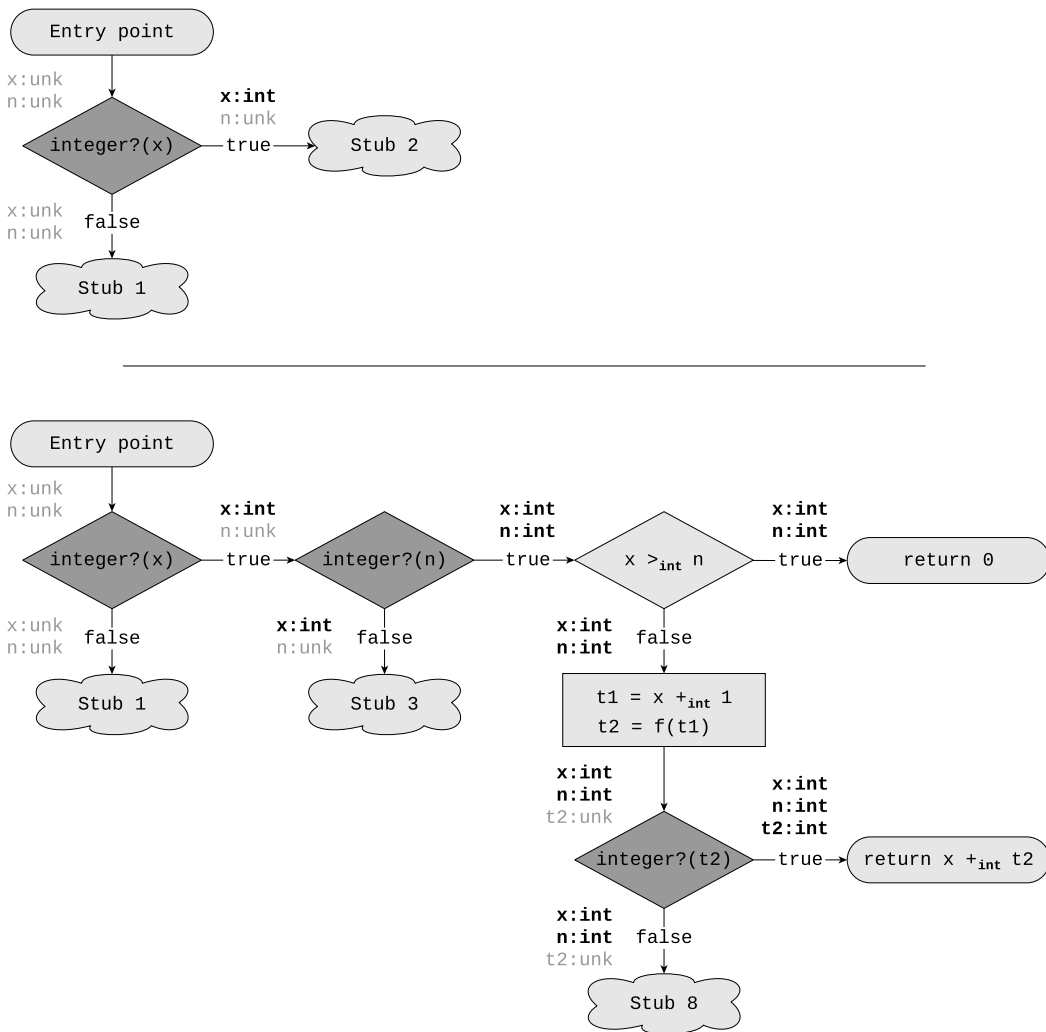 Entry point
x:unk
n:unk
x:int
n:unk
integer?(x)
true
Stub 2
x:unk
n:unk
false
Stub 1
Entry point
x:unk
n:unk
x:int
n:unk
x:int
n:int
x:int
n:int
integer?(x)
true
integer?(n)
true
x >int n
true
return 0
x:unk
n:unk
false
x:int
n:unk
false
x:int
n:int
false
Stub 1
Stub 3
t1 = x +int 1
t2 = f(t1)
x:int
n:int
t2:unk
x:int
n:int
t2:int
integer?(t2)
true
return x +int t2
x:int
n:int
t2:unk
false
Stub 8